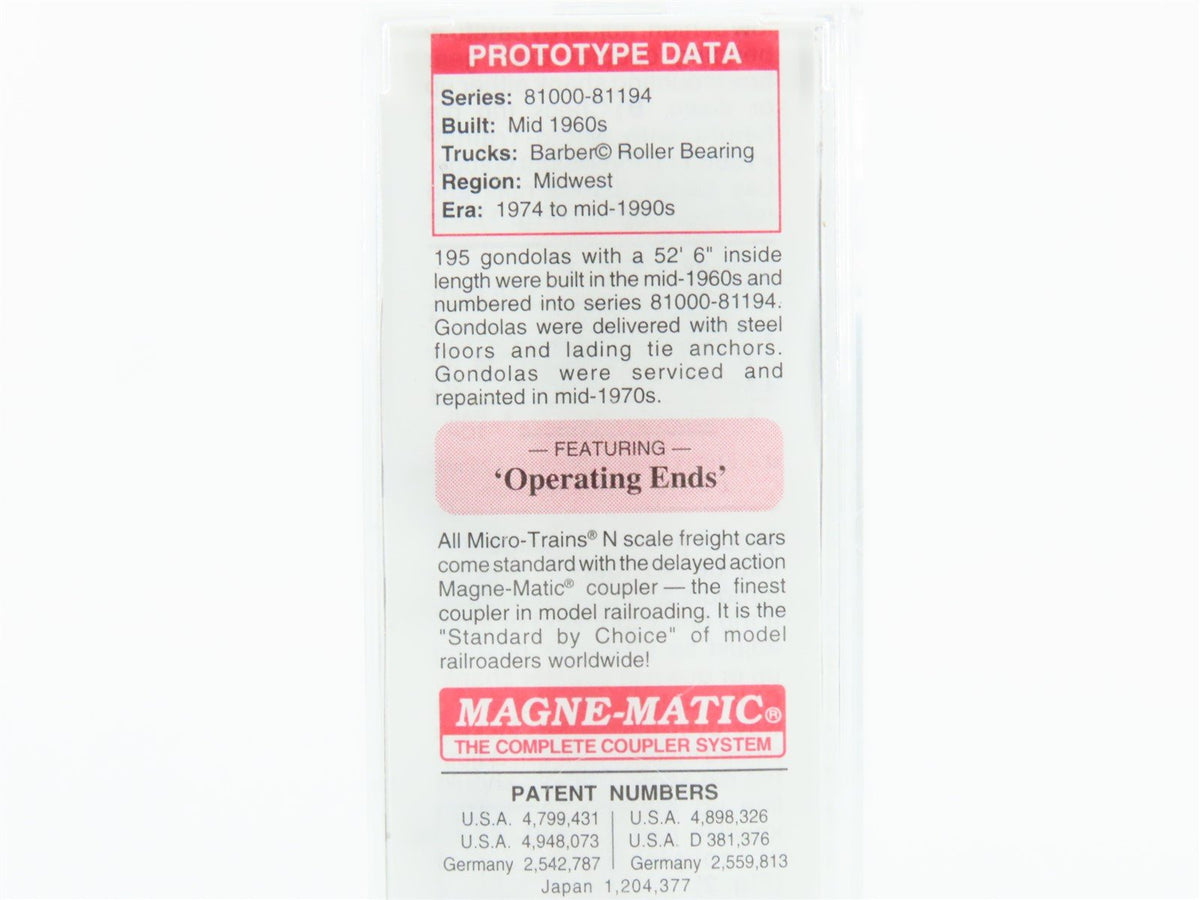 PROTOTYPE DATA
Series: 81000-81194
Built: Mid 1960s
Trucks: Barber© Roller Bearing
Region: Midwest
Era: 1974 to mid-1990s
195 gondolas with a 52' 6" inside
length were built in the mid-1960s and
numbered into series 81000-81194.
Gondolas were delivered with steel
floors and lading tie anchors.
Gondolas were serviced and
repainted in mid-1970s.
— FEATURING —
‘Operating Ends’
All Micro-Trains® N scale freight cars
come standard with the delayed action
Magne-Matic® coupler — the finest
coupler in model railroading. It is the
"Standard by Choice" of model
railroaders worldwide!
MAGNE-MATIC®
THE COMPLETE COUPLER SYSTEM
PATENT NUMBERS
U.S.A. 4,799,431 | U.S.A. 4,898,326
U.S.A. 4,948,073 | U.S.A. D 381,376
Germany 2,542,787 | Germany 2,559,813
Japan 1,204,377